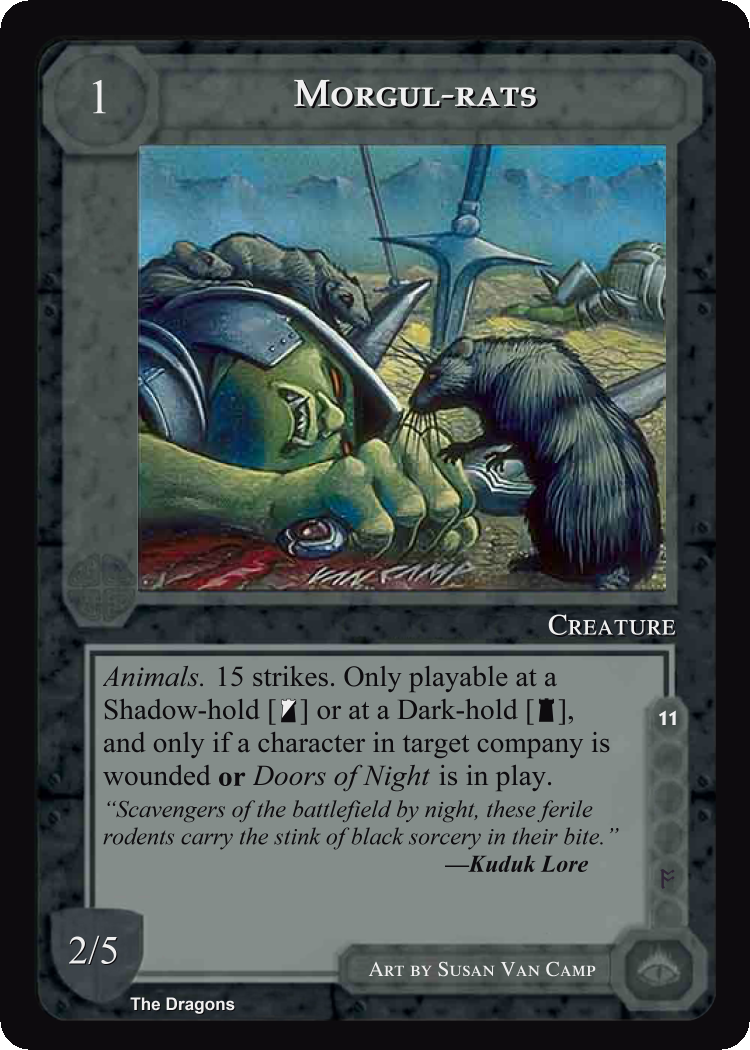 1
Morgul-rats
VAN CAMP
Creature
Animals. 15 strikes. Only playable at a
Shadow-hold [ ] or at a Dark-hold [ ],
and only if a character in target company is
wounded or Doors of Night is in play.
“Scavengers of the battlefield by night, these ferile
rodents carry the stink of black sorcery in their bite.”
—Kuduk Lore
11
ᚩ
2/5
Art by Susan Van Camp
The Dragons